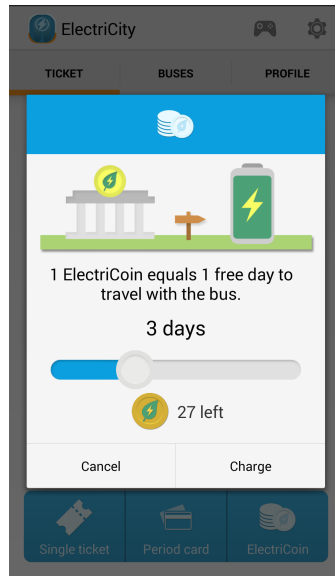 ElectriCity
TICKET
BUSES
PROFILE
1 ElectriCoin equals 1 free day to
travel with the bus.
3 days
27 left
Cancel
Charge
Single ticket
Period card
ElectriCoin